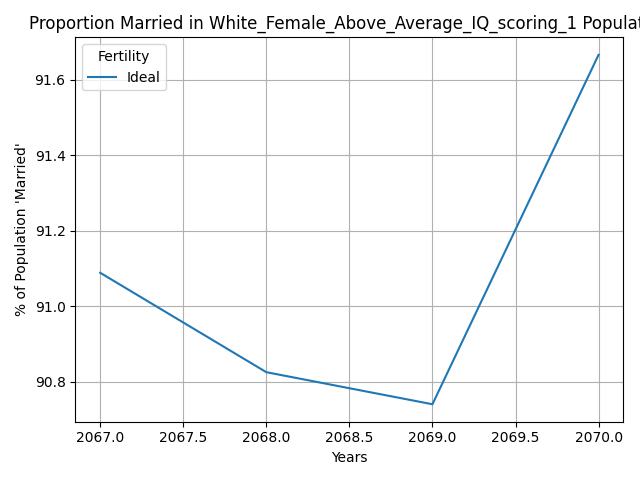 Proportion Married in White_Female_Above_Average_IQ_scoring_1 Populat
Fertility
Ideal
% of Population 'Married'
91.6
91.4
91.2
91.0
90.8
2067.0 2067.5 2068.0 2068.5 2069.0 2069.5 2070.0
Years